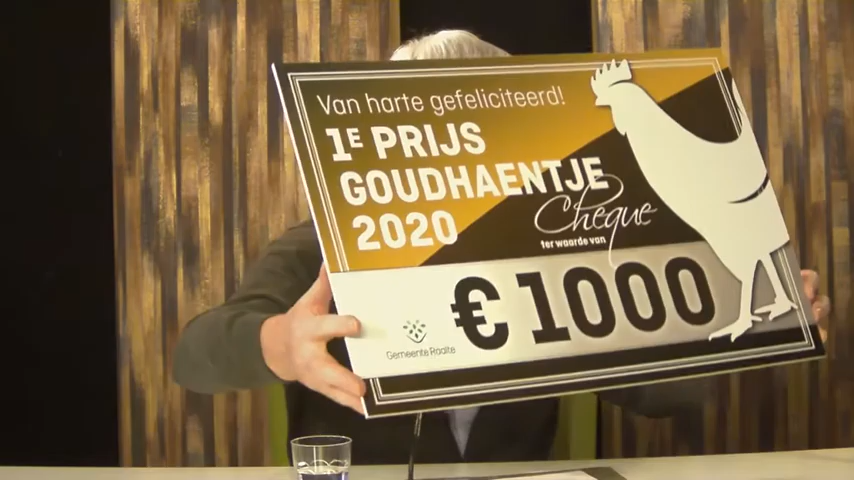 Van harte gefeliciteerd!
1E PRIJS
GOUDHAENTJE
2020
Cheque
ter waarde van
€ 1000
Gemeente Raalte